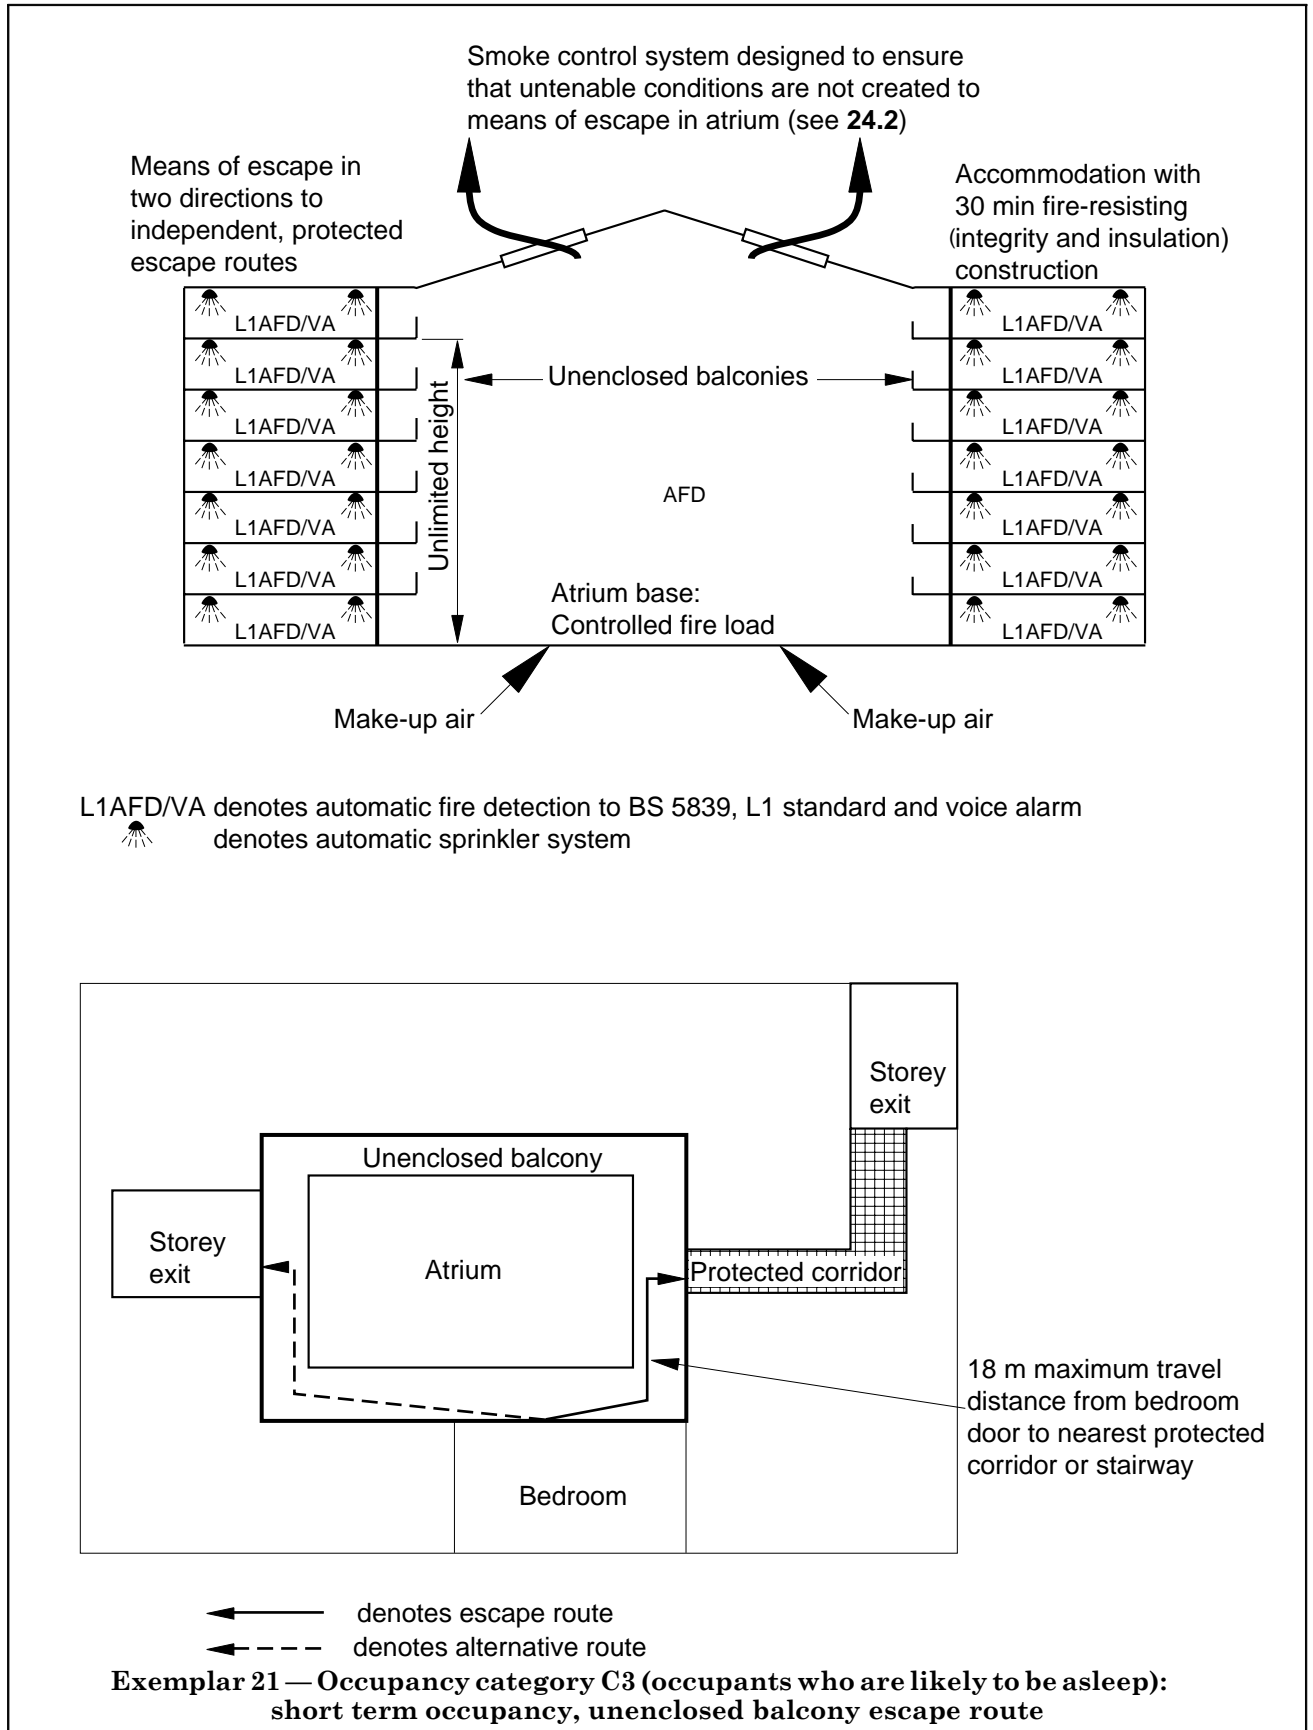 Smoke control system designed to ensure
that untenable conditions are not created to
means of escape in atrium (see 24.2)
Means of escape in
two directions to
independent, protected
escape routes
Accommodation with
30 min fire-resisting
(integrity and insulation)
construction
L1AFD/VA
L1AFD/VA
L1AFD/VA
L1AFD/VA
L1AFD/VA
L1AFD/VA
L1AFD/VA
Unlimited height
Unenclosed balconies
AFD
Atrium base:
Controlled fire load
L1AFD/VA
L1AFD/VA
L1AFD/VA
L1AFD/VA
L1AFD/VA
L1AFD/VA
L1AFD/VA
Make-up air
Make-up air
L1AFD/VA denotes automatic fire detection to BS 5839, L1 standard and voice alarm
denotes automatic sprinkler system
Storey
exit
Unenclosed balcony
Storey
exit
Atrium
Protected corridor
18 m maximum travel
distance from bedroom
door to nearest protected
corridor or stairway
Bedroom
denotes escape route
denotes alternative route
Exemplar 21 — Occupancy category C3 (occupants who are likely to be asleep):
short term occupancy, unenclosed balcony escape route